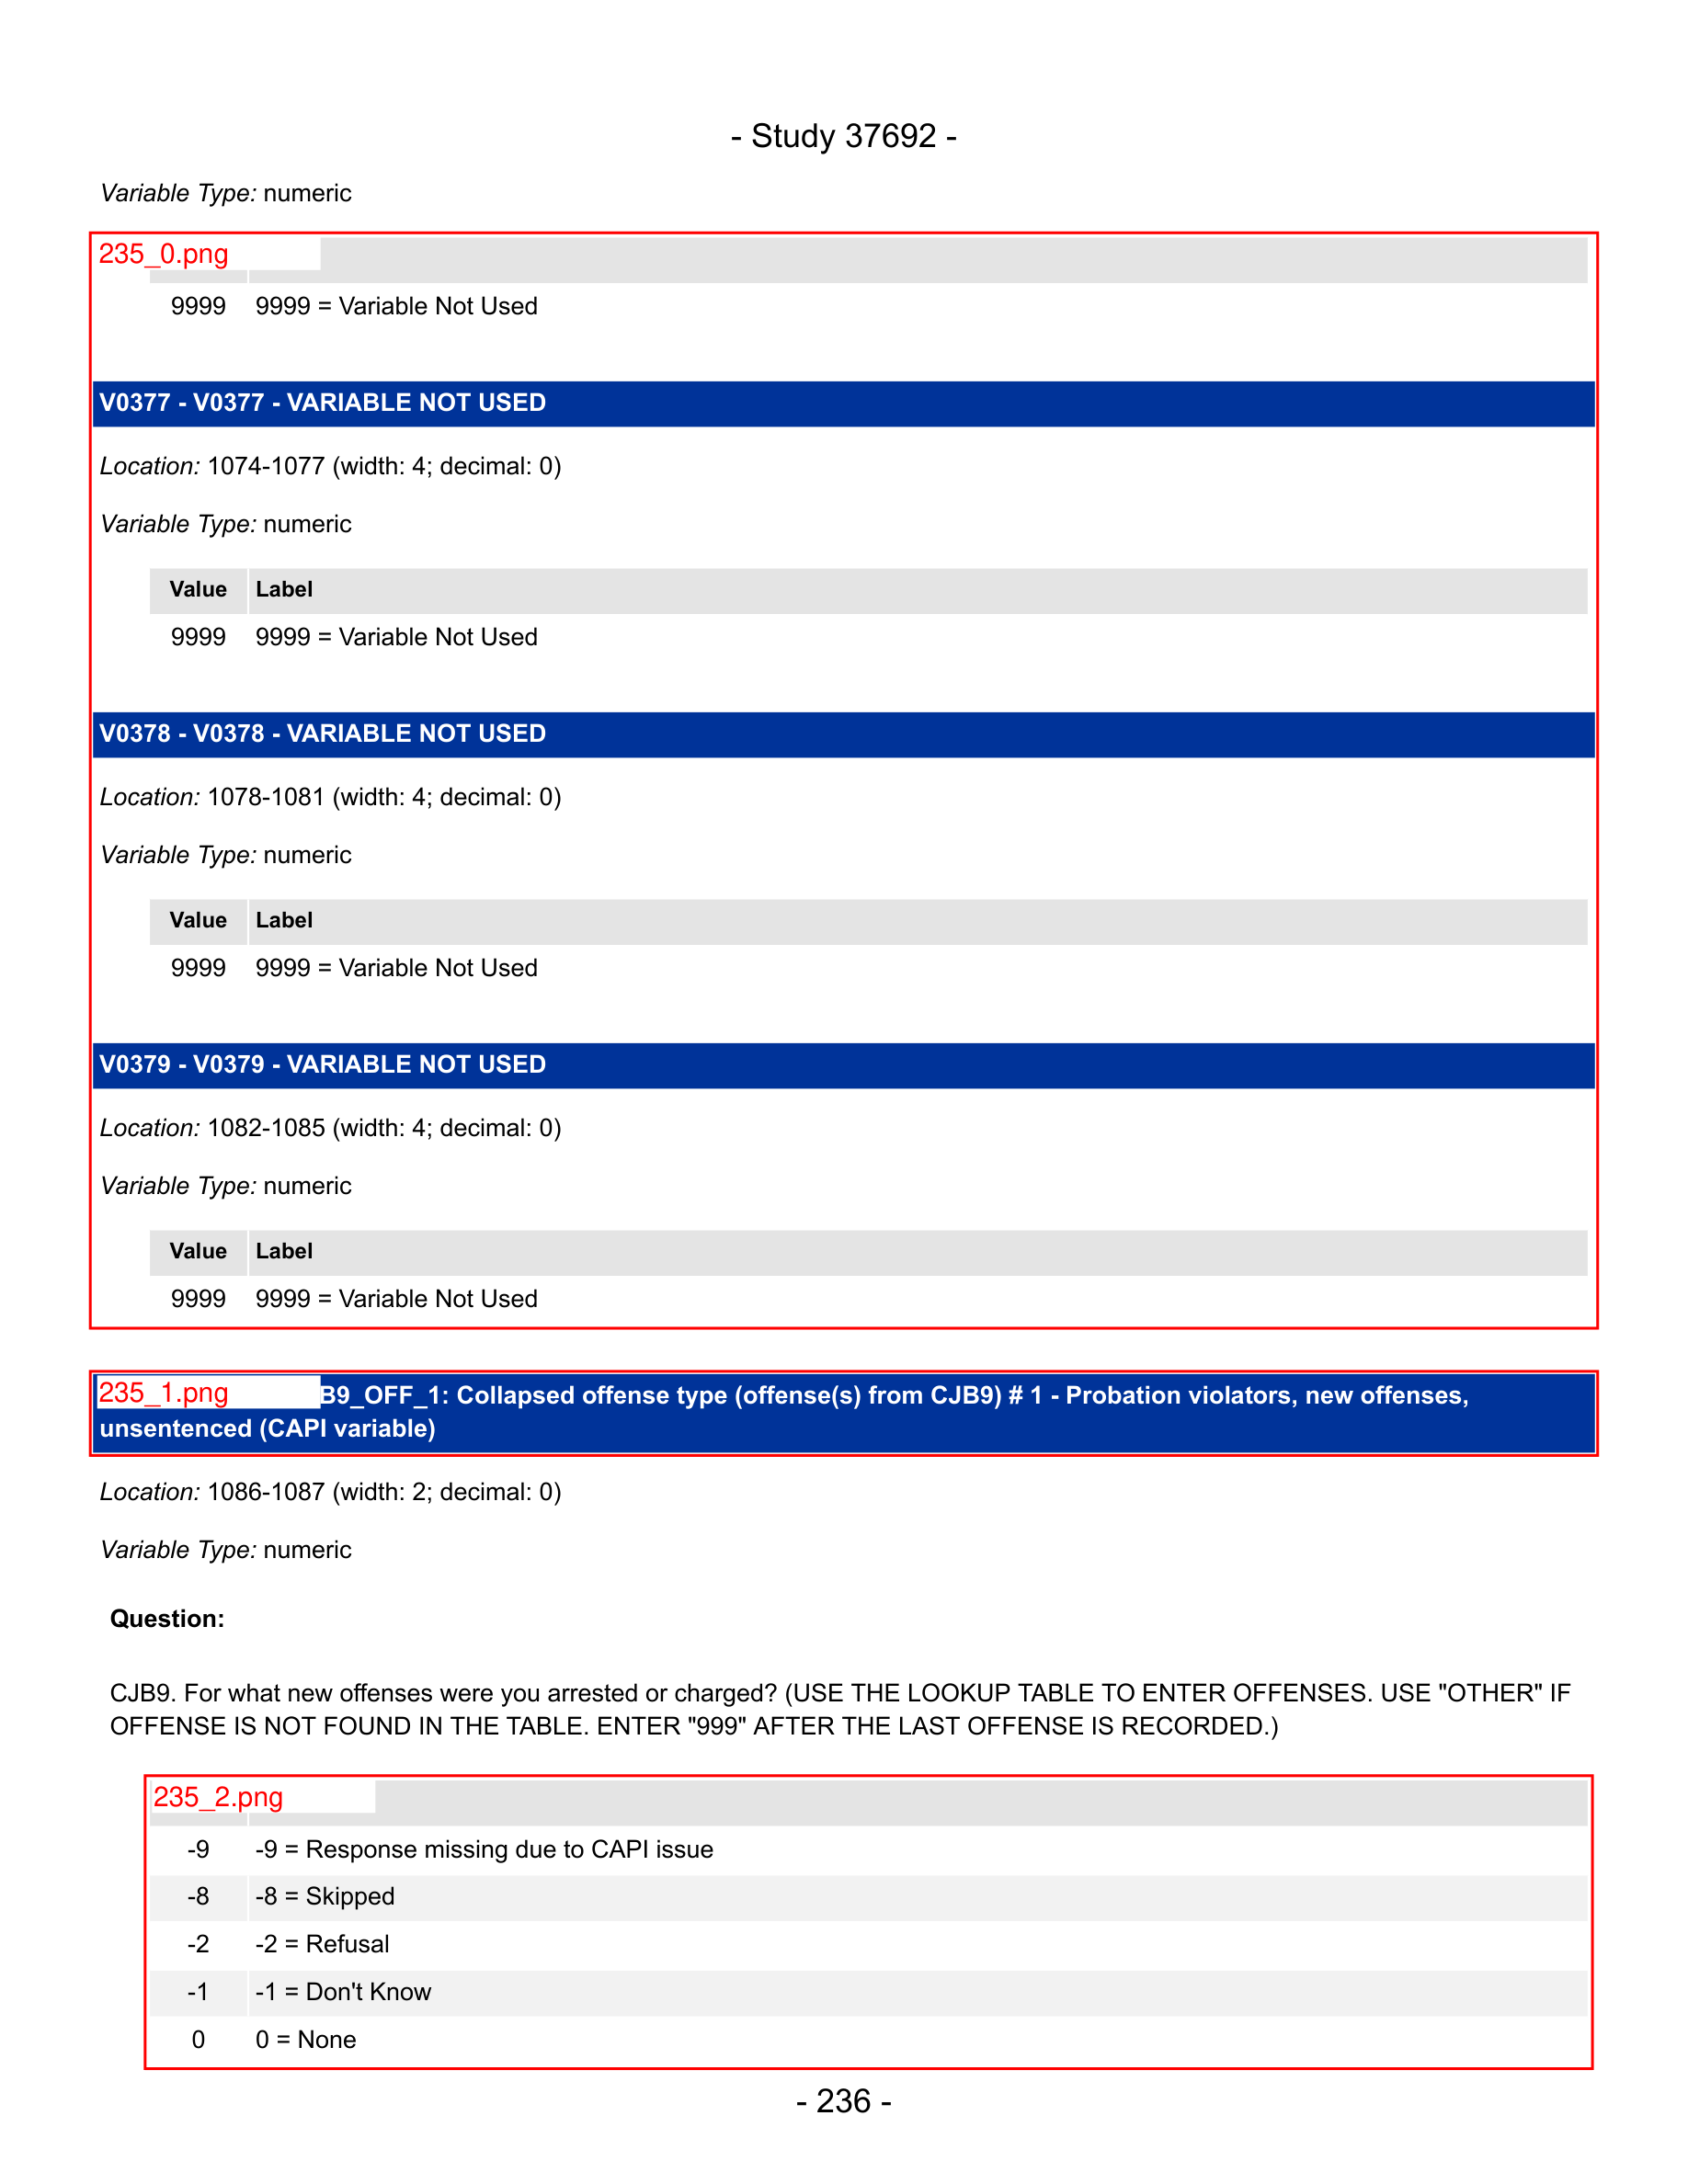 - Study 37692 -
Variable Type: numeric
235_0.png
9999 9999 = Variable Not Used
V0377 - V0377 - VARIABLE NOT USED
Location: 1074-1077 (width: 4; decimal: 0)
Variable Type: numeric
Value Label
9999 9999 = Variable Not Used
V0378 - V0378 - VARIABLE NOT USED
Location: 1078-1081 (width: 4; decimal: 0)
Variable Type: numeric
Value Label
9999 9999 = Variable Not Used
V0379 - V0379 - VARIABLE NOT USED
Location: 1082-1085 (width: 4; decimal: 0)
Variable Type: numeric
Value Label
9999 9999 = Variable Not Used
235_1.png B9_OFF_1: Collapsed offense type (offense(s) from CJB9) # 1 - Probation violators, new offenses,
unsentenced (CAPI variable)
Location: 1086-1087 (width: 2; decimal: 0)
Variable Type: numeric
Question:
CJB9. For what new offenses were you arrested or charged? (USE THE LOOKUP TABLE TO ENTER OFFENSES. USE "OTHER" IF
OFFENSE IS NOT FOUND IN THE TABLE. ENTER "999" AFTER THE LAST OFFENSE IS RECORDED.)
235_2.png
-9 -9 = Response missing due to CAPI issue
-8 -8 = Skipped
-2 -2 = Refusal
-1 -1 = Don't Know
0 0 = None
- 236 -